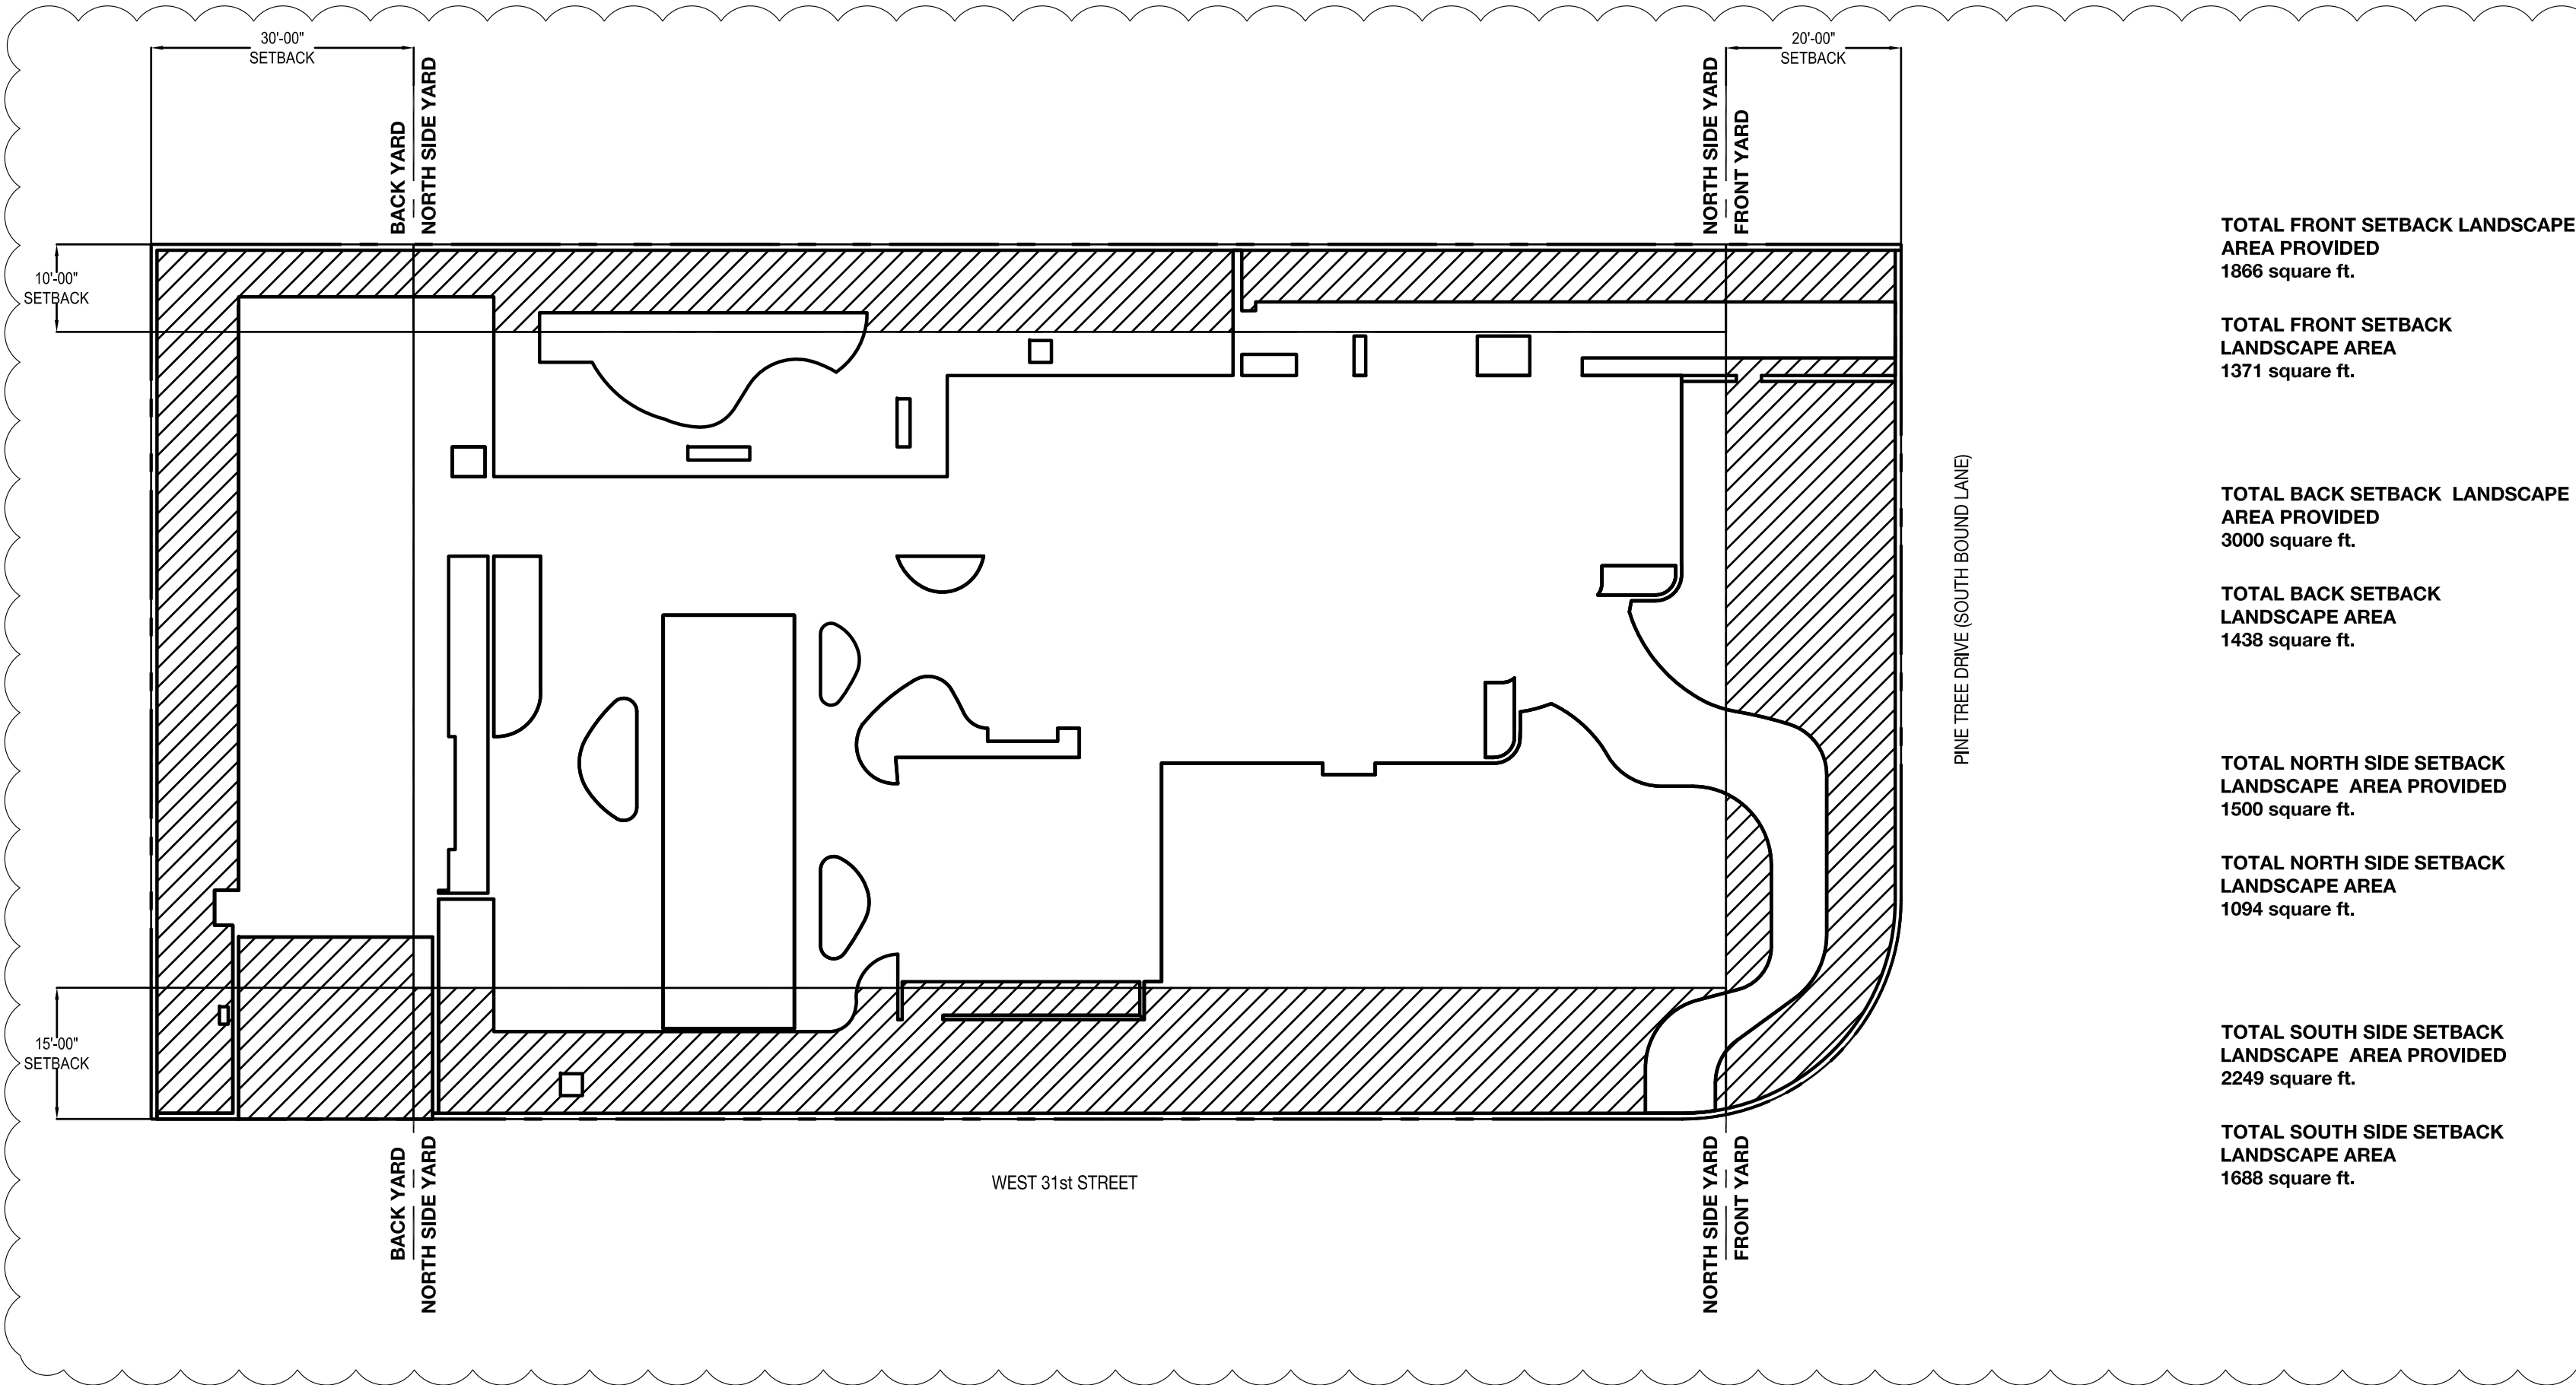 30'-00"
SETBACK
20'-00"
SETBACK
BACK YARD
NORTH SIDE YARD
NORTH SIDE YARD
FRONT YARD
10'-00"
SETBACK
15'-00"
SETBACK
PINE TREE DRIVE (SOUTH BOUND LANE)
WEST 31st STREET
BACK YARD
NORTH SIDE YARD
NORTH SIDE YARD
FRONT YARD
TOTAL FRONT SETBACK LANDSCAPE
AREA PROVIDED
1866 square ft.
TOTAL FRONT SETBACK
LANDSCAPE AREA
1371 square ft.
TOTAL BACK SETBACK LANDSCAPE
AREA PROVIDED
3000 square ft.
TOTAL BACK SETBACK
LANDSCAPE AREA
1438 square ft.
TOTAL NORTH SIDE SETBACK
LANDSCAPE AREA PROVIDED
1500 square ft.
TOTAL NORTH SIDE SETBACK
LANDSCAPE AREA
1094 square ft.
TOTAL SOUTH SIDE SETBACK
LANDSCAPE AREA PROVIDED
2249 square ft.
TOTAL SOUTH SIDE SETBACK
LANDSCAPE AREA
1688 square ft.